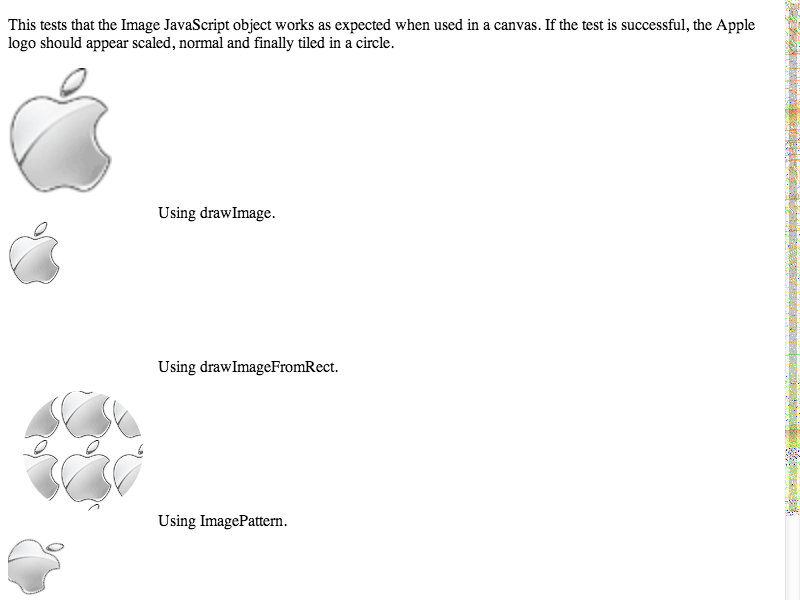 This tests that the Image JavaScript object works as expected when used in a canvas. If the test is successful, the Apple
logo should appear scaled, normal and finally tiled in a circle.
Using drawImage.
Using drawImageFromRect.
Using ImagePattern.